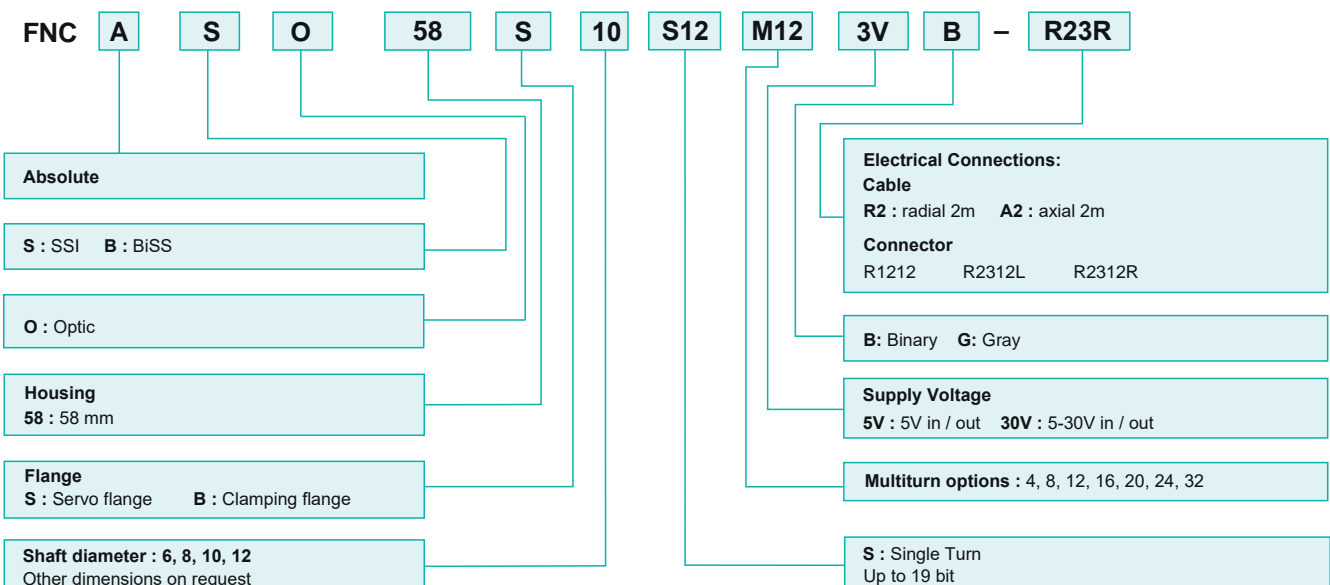 FNC A S O 58 S 10 S12 M12 3V B – R23R
Absolute
S : SSI B : BiSS
O : Optic
Housing
58 : 58 mm
Flange
S : Servo flange B : Clamping flange
Shaft diameter : 6, 8, 10, 12
Other dimensions on request
Electrical Connections:
Cable
R2 : radial 2m A2 : axial 2m
Connector
R1212 R2312L R2312R
B: Binary G: Gray
Supply Voltage
5V : 5V in / out 30V : 5-30V in / out
Multiturn options : 4, 8, 12, 16, 20, 24, 32
S : Single Turn
Up to 19 bit